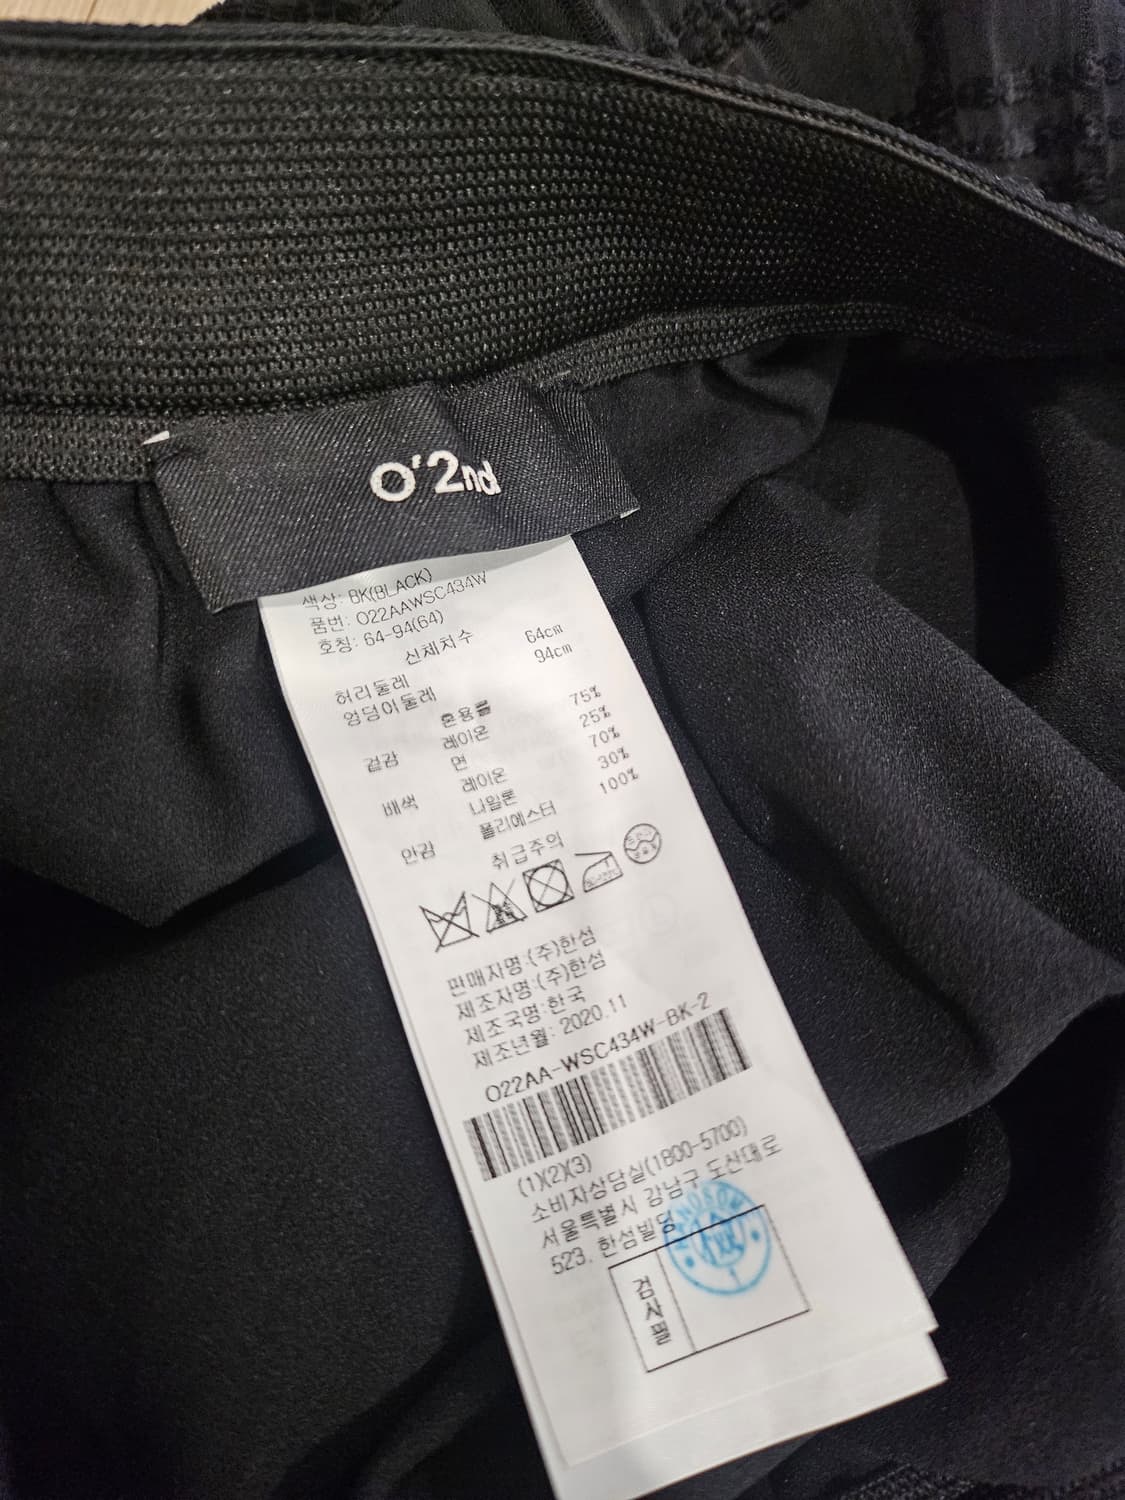 O'2nd
색상: BK(BLACK)
품번: O22AAWSC434W
호칭: 64-94(64)
신체치수
허리둘레 64cm
엉덩이둘레 94cm
혼용률
겉감 레이온 75%
면 25%
배색 레이온 70%
나일론 30%
안감 폴리에스터 100%
취급주의
판매자명:(주)한섬
제조자명:(주)한섬
제조국명:한국
제조년월: 2020.11
O22AA-WSC434W-BK-2
(1)(2)(3)
소비자상담실(1800-5700)
서울특별시 강남구 도산대로
523, 한섬빌딩
검사필